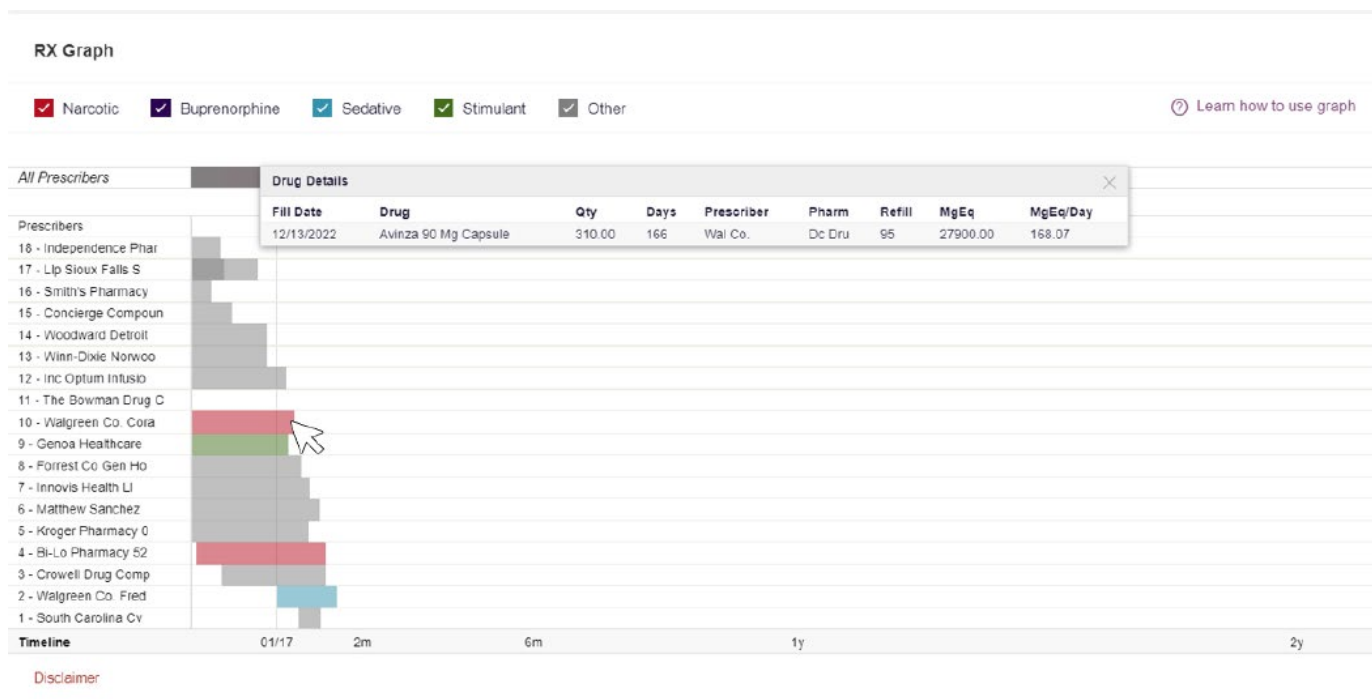 RX Graph
Narcotic Buprenorphine Sedative Stimulant Other Learn how to use graph
All Prescribers
Drug Details
Fill Date Drug Qty Days Prescriber Pharm Refill MgEq MgEq/Day
12/13/2022 Avinza 90 Mg Capsule 310.00 166 Wal Co. Dc Dru 95 27900.00 168.07
Prescribers
18 - Independence Phar
17 - Llp Sioux Falls S
16 - Smith's Pharmacy
15 - Concierge Compoun
14 - Woodward Detroit
13 - Winn-Dixie Norwoo
12 - Inc Optum Infusio
11 - The Bowman Drug C
10 - Walgreen Co. Cora
9 - Genoa Healthcare
8 - Forrest Co Gen Ho
7 - Innovis Health Ll
6 - Matthew Sanchez
5 - Kroger Pharmacy 0
4 - Bi-Lo Pharmacy 52
3 - Crowell Drug Comp
2 - Walgreen Co. Fred
1 - South Carolina Cv
Timeline 01/17 2m 6m 1y 2y
Disclaimer